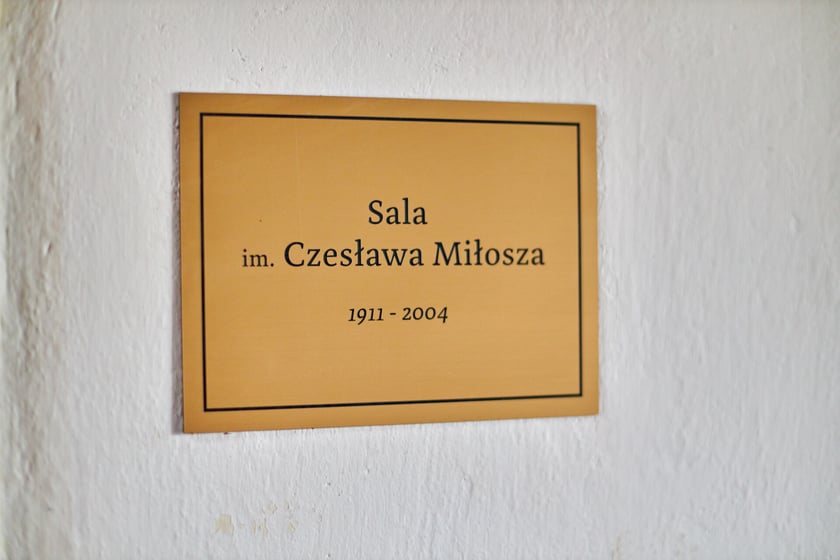 Sala
im. Czesława Miłosza
1911 - 2004